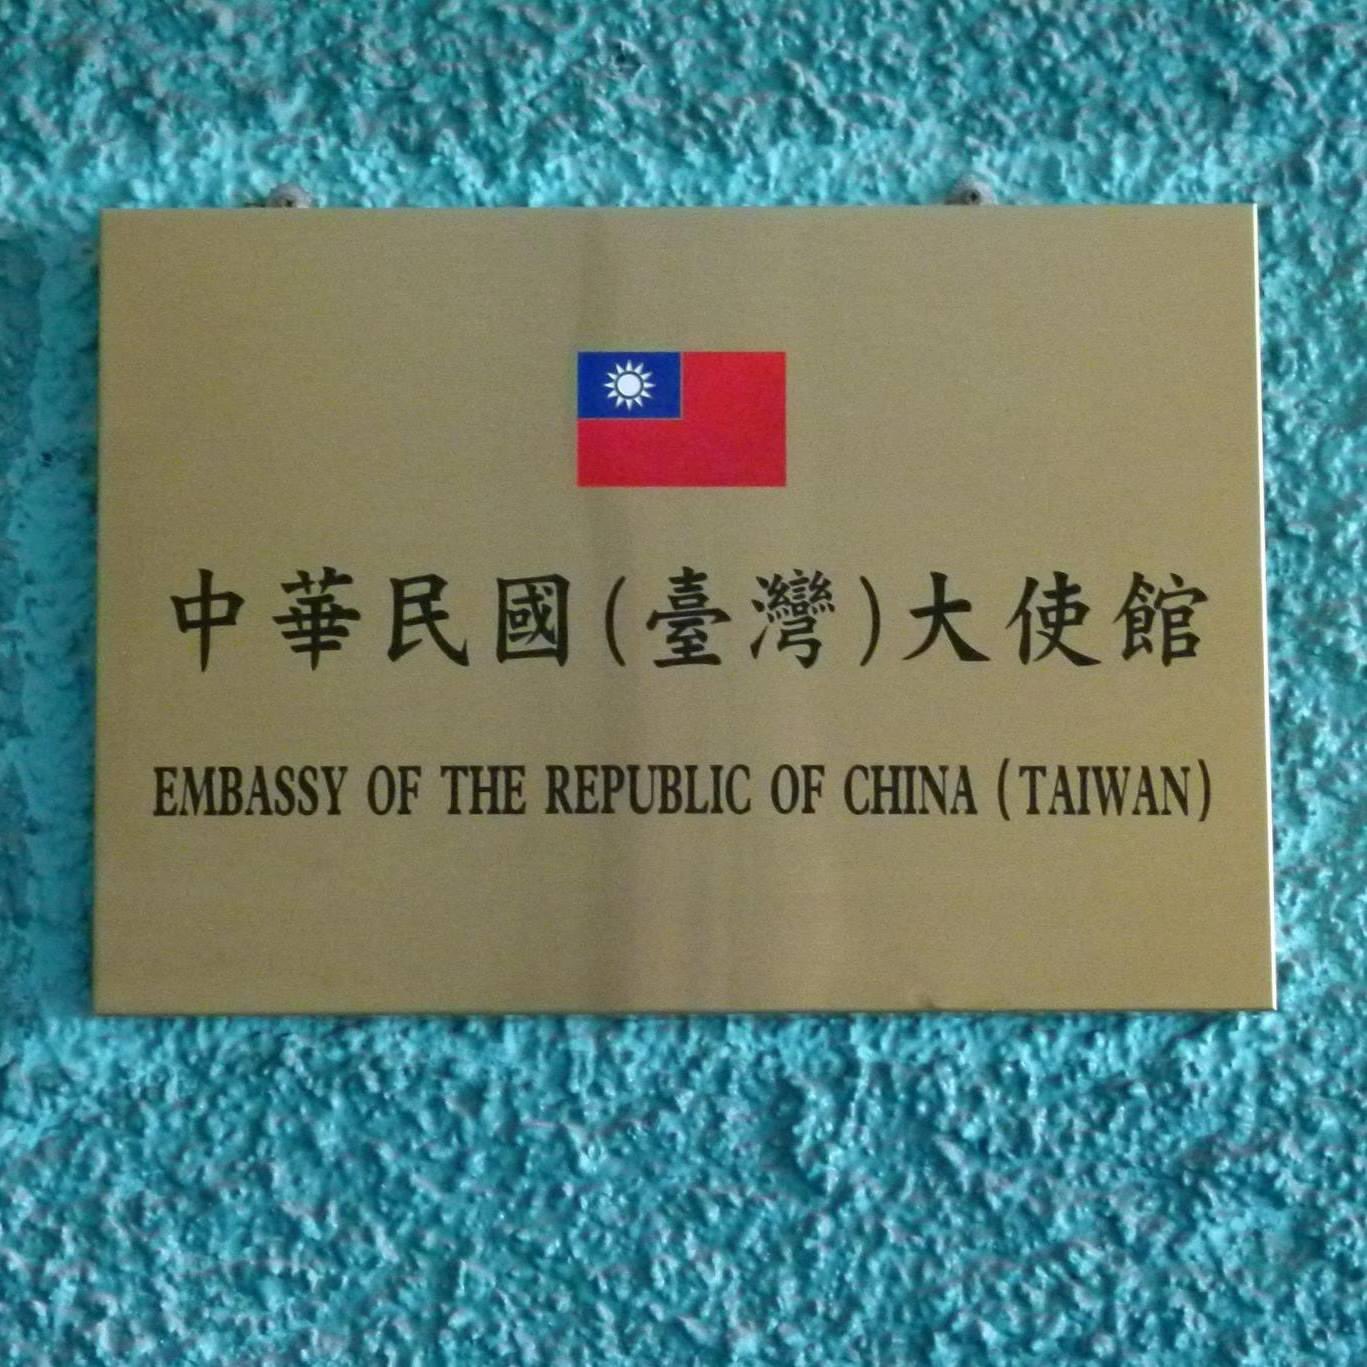 中華民國(臺灣)大使館
EMBASSY OF THE REPUBLIC OF CHINA (TAIWAN)